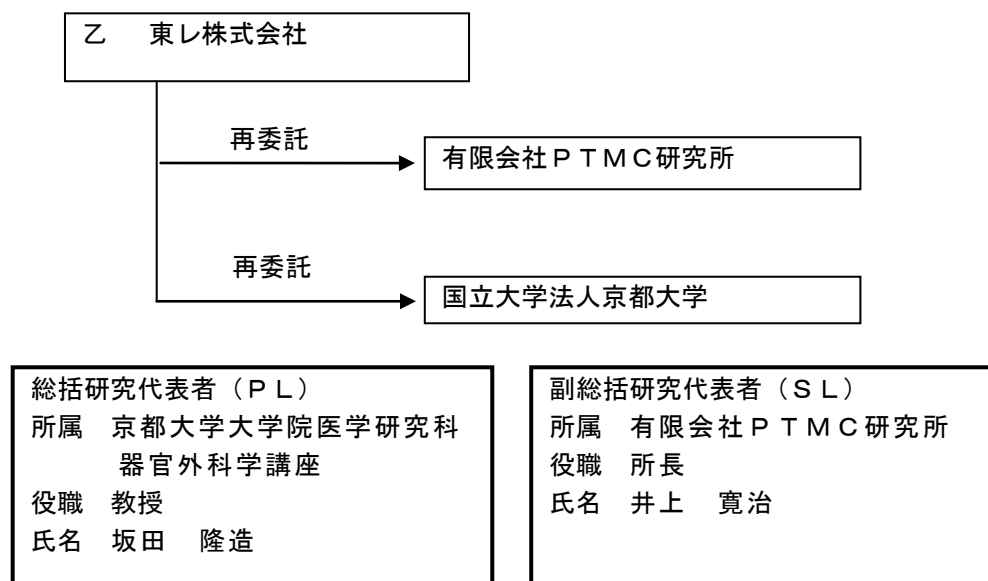 乙　東レ株式会社
再委託
有限会社ＰＴＭＣ研究所
再委託
国立大学法人京都大学
総括研究代表者（ＰＬ）
所属　京都大学大学院医学研究科
器官外科学講座
役職　教授
氏名　坂田　隆造
副総括研究代表者（ＳＬ）
所属　有限会社ＰＴＭＣ研究所
役職　所長
氏名　井上　寛治